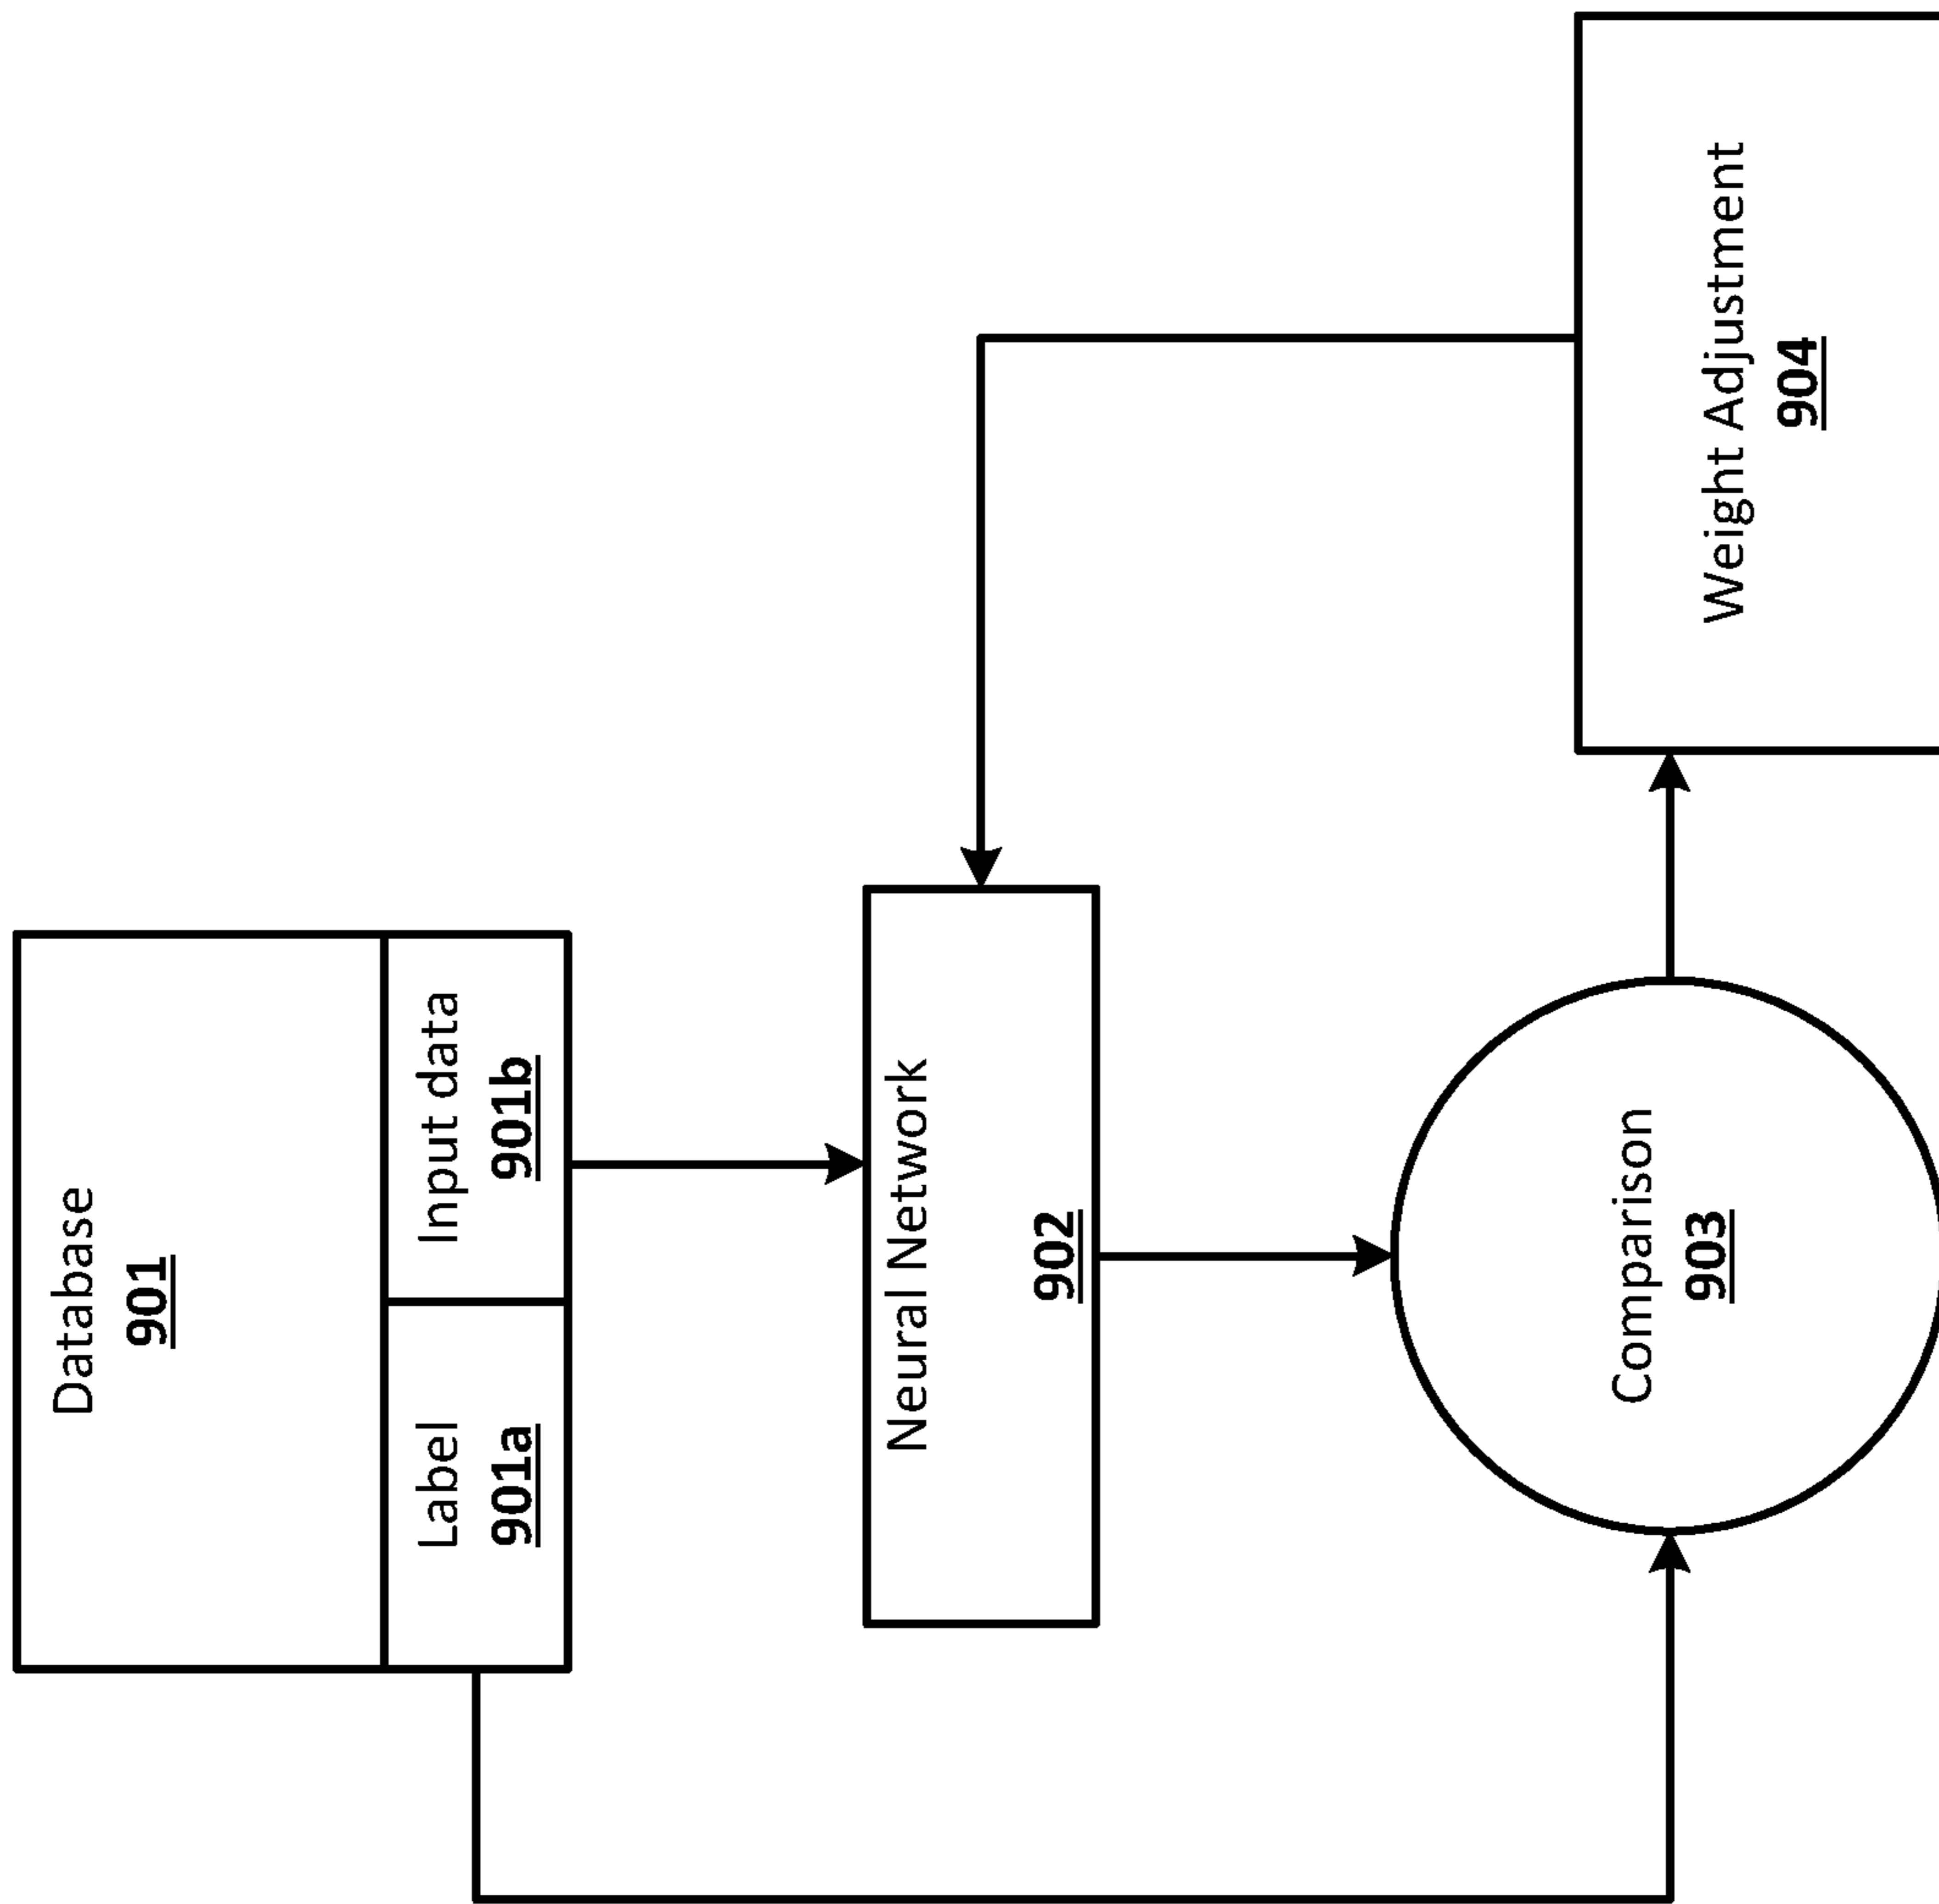 Database
901
Label
901a
Input data
901b
Neural Network
902
Comparison
903
Weight Adjustment
904